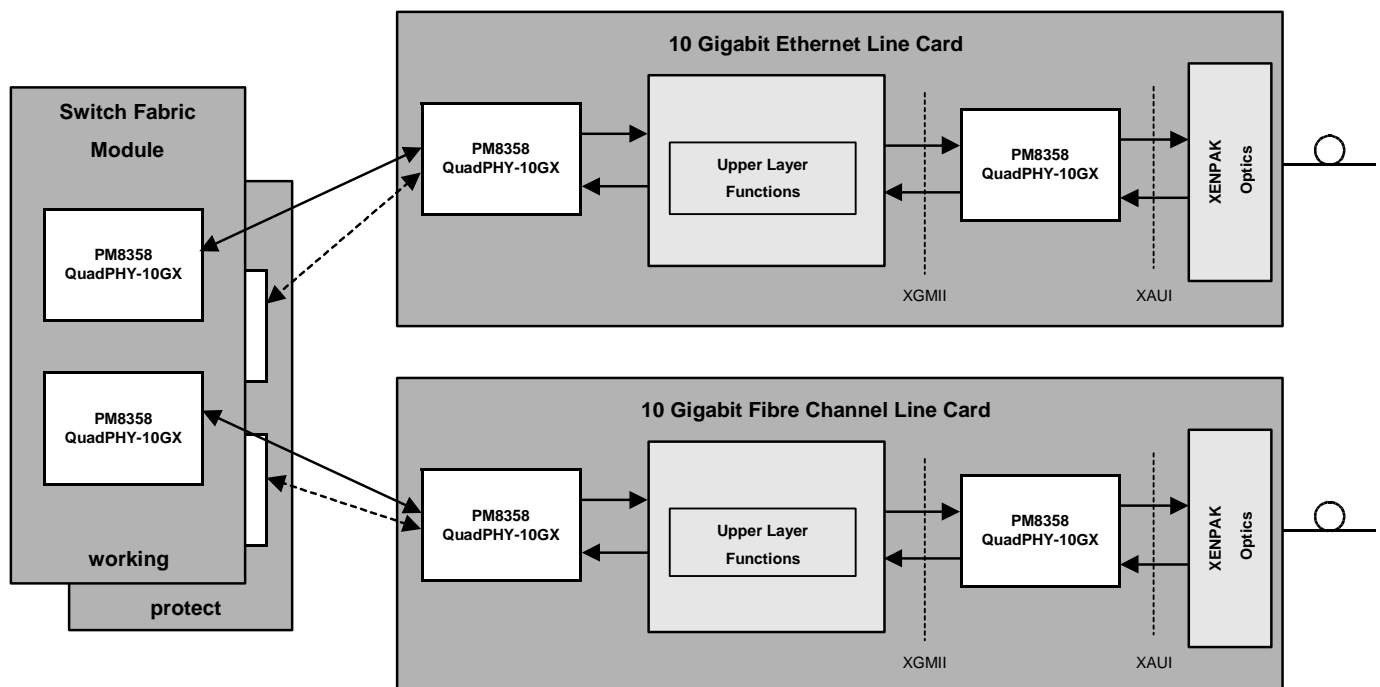 Switch Fabric
Module
PM8358
QuadPHY-10GX
PM8358
QuadPHY-10GX
working
protect
10 Gigabit Ethernet Line Card
PM8358
QuadPHY-10GX
Upper Layer
Functions
PM8358
QuadPHY-10GX
XENPAK
Optics
XGMII
XAUI
10 Gigabit Fibre Channel Line Card
PM8358
QuadPHY-10GX
Upper Layer
Functions
PM8358
QuadPHY-10GX
XENPAK
Optics
XGMII
XAUI